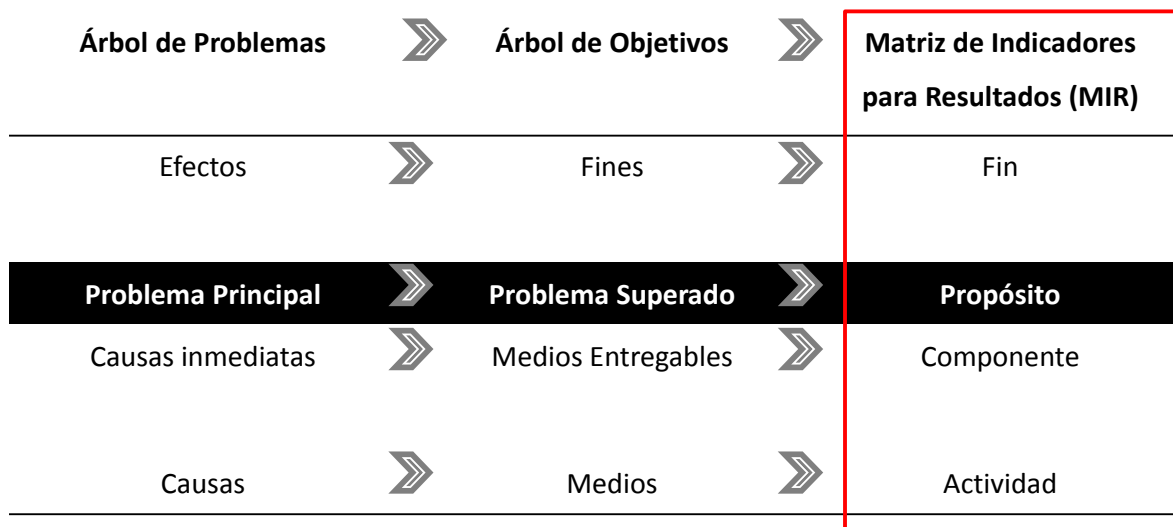 Árbol de Problemas
Árbol de Objetivos
Matriz de Indicadores
para Resultados (MIR)
Efectos
Fines
Fin
Problema Principal
Problema Superado
Propósito
Causas inmediatas
Medios Entregables
Componente
Causas
Medios
Actividad